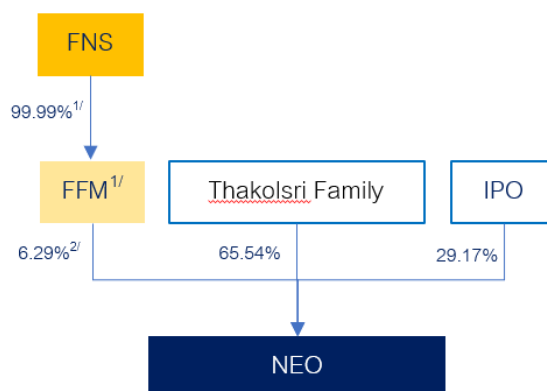 FNS
99.99%1/
FFM1/
Thakolsri Family
IPO
6.29%2/
65.54%
29.17%
NEO